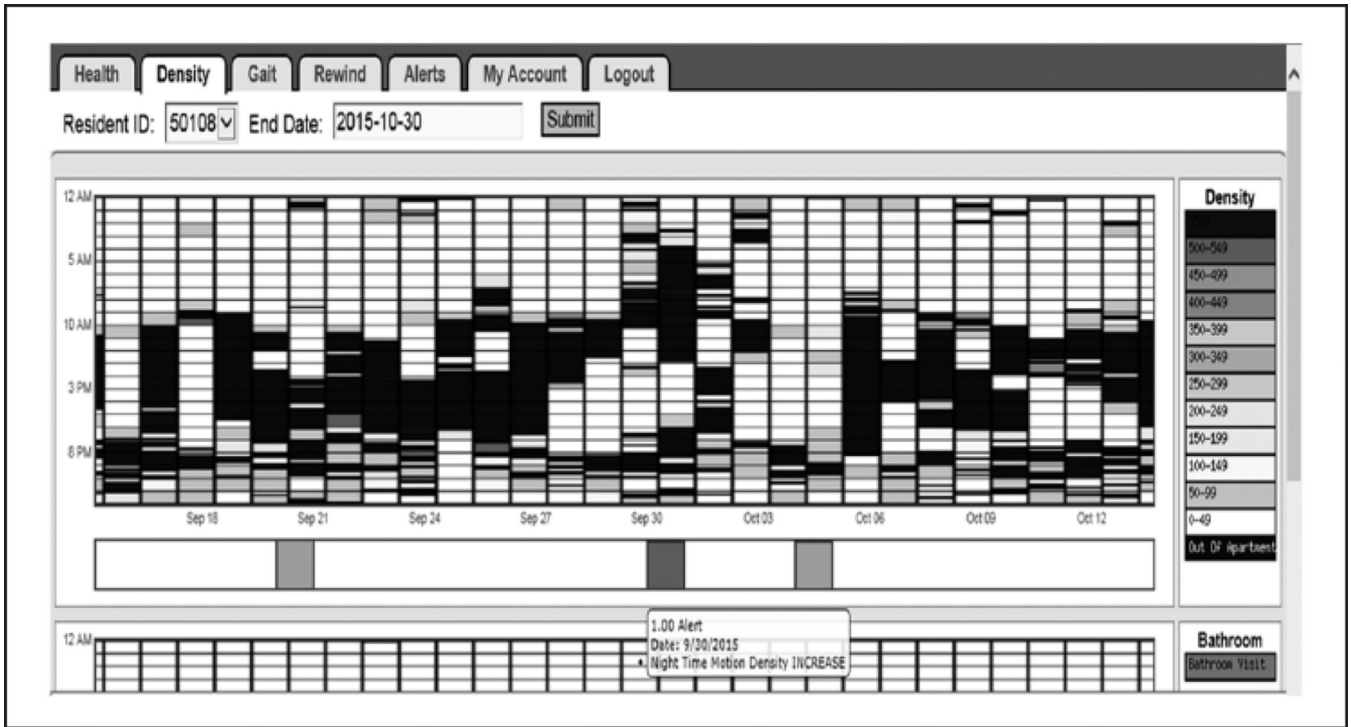 Health Density Gait Rewind Alerts My Account Logout
Resident ID: 50108 End Date: 2015-10-30 Submit
12 AM
5 AM
10 AM
3 PM
8 PM
Sep 18 Sep 21 Sep 24 Sep 27 Sep 30 Oct 03 Oct 06 Oct 09 Oct 12
Density
500-549
450-499
400-449
350-399
300-349
250-299
200-249
150-199
100-149
50-99
0-49
Out Of Apartment
1.00 Alert
Date: 9/30/2015
• Night Time Motion Density INCREASE
12 AM
Bathroom
Bathroom Visit